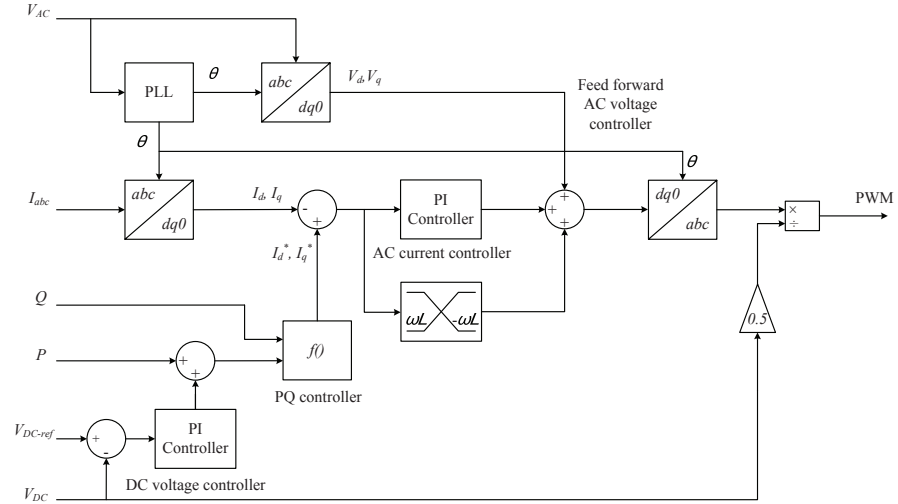 V_AC
PLL
θ
abc
dq0
V_d,V_q
Feed forward
AC voltage
controller
θ
θ
I_abc
abc
dq0
I_d, I_q
-
+
PI
Controller
+
+
+
dq0
abc
×
÷
PWM
I_d^*, I_q^*
AC current controller
ωL
-ωL
0.5
Q
P
+
+
f()
PQ controller
V_DC-ref
+
-
PI
Controller
DC voltage controller
V_DC